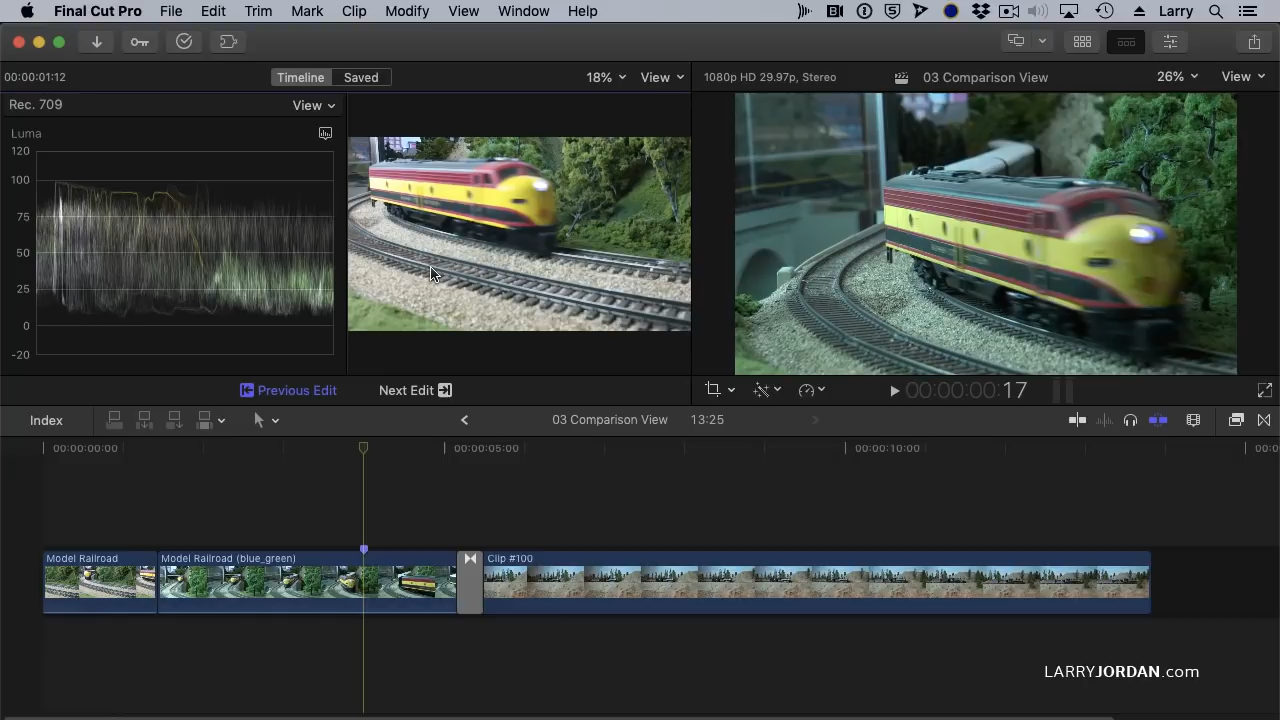 Final Cut Pro File Edit Trim Mark Clip Modify View Window Help Larry
00:00:01:12 Timeline Saved 18% View 1080p HD 29.97p, Stereo 03 Comparison View 26% View
Rec. 709 View
Luma
120
100
75
50
25
0
-20
Previous Edit Next Edit 00:00:00:00:17
Index 03 Comparison View 13:25
00:00:00:00 00:00:05:00 00:00:10:00 00:0
Model Railroad Model Railroad (blue_green) Clip #100
LARRYJORDAN.com